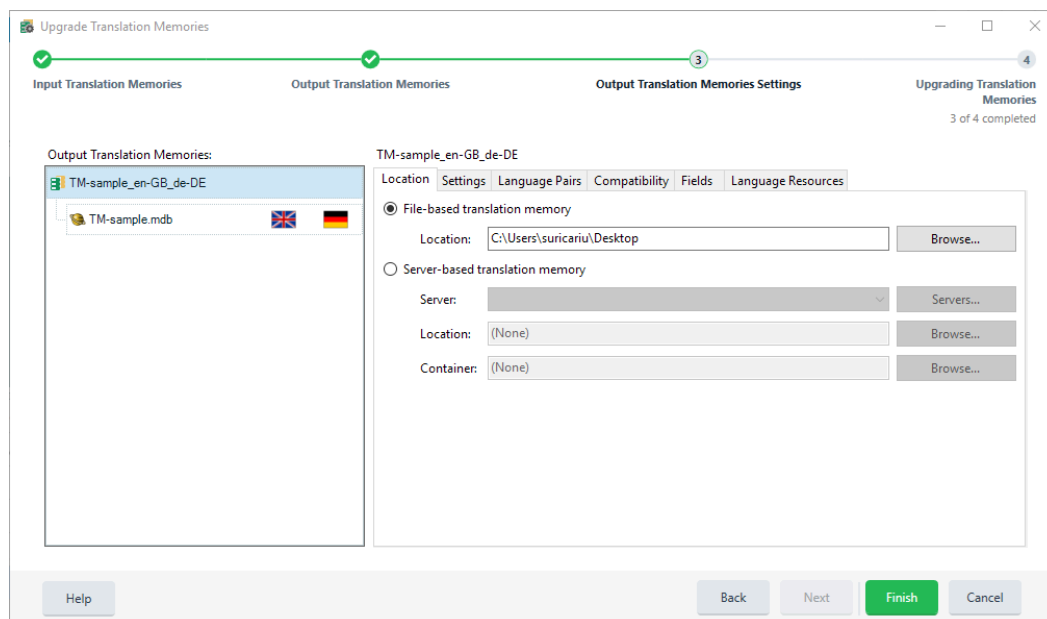 Upgrade Translation Memories
3
4
Input Translation Memories
Output Translation Memories
Output Translation Memories Settings
Upgrading Translation
Memories
3 of 4 completed
Output Translation Memories:
TM-sample_en-GB_de-DE
TM-sample.mdb
TM-sample_en-GB_de-DE
Location Settings Language Pairs Compatibility Fields Language Resources
File-based translation memory
Location: C:\Users\suricariu\Desktop Browse...
Server-based translation memory
Server: Servers...
Location: (None) Browse...
Container: (None) Browse...
Help Back Next Finish Cancel